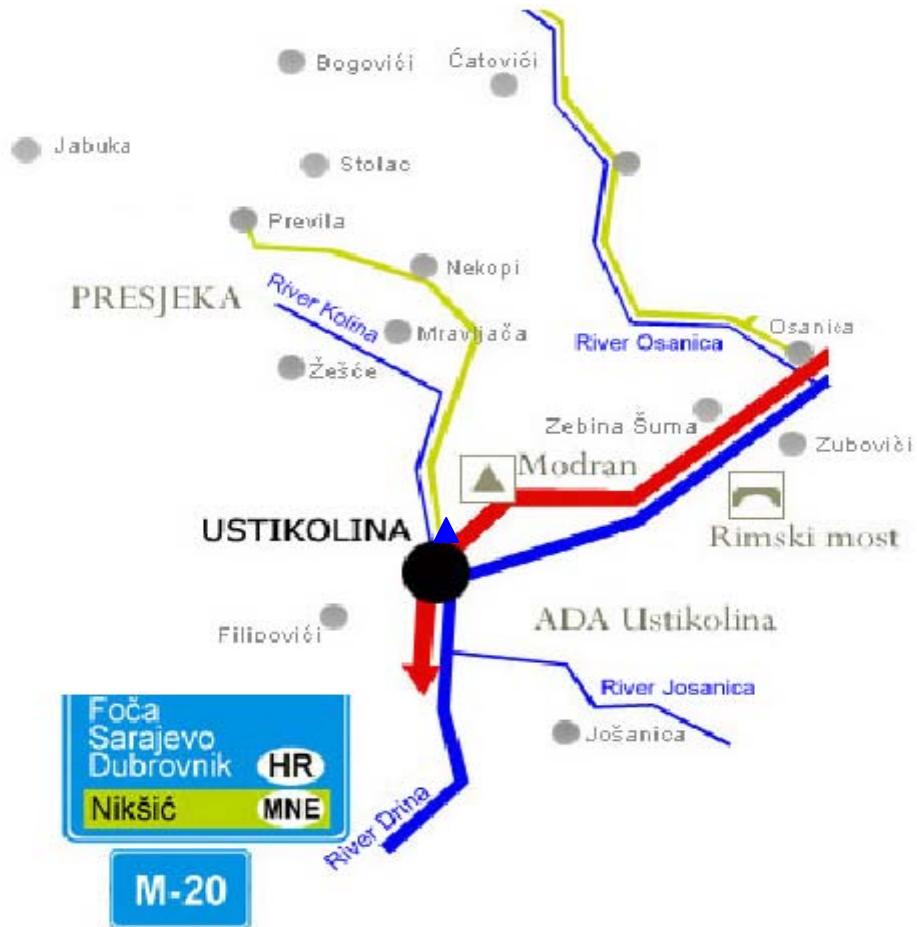 Bogovići
Ćatovići
Jabuka
Stolac
Previla
Nekopi
PRESJEKA
River Kolina
Mravljača
River Osanica
Osanica
Žešće
Zebina Šuma
Zubovići
Modran
USTIKOLINA
Rimski most
Filipovići
ADA Ustikolina
River Josanica
Jošanica
Foča
Sarajevo
Dubrovnik HR
Nikšić MNE
River Drina
M-20